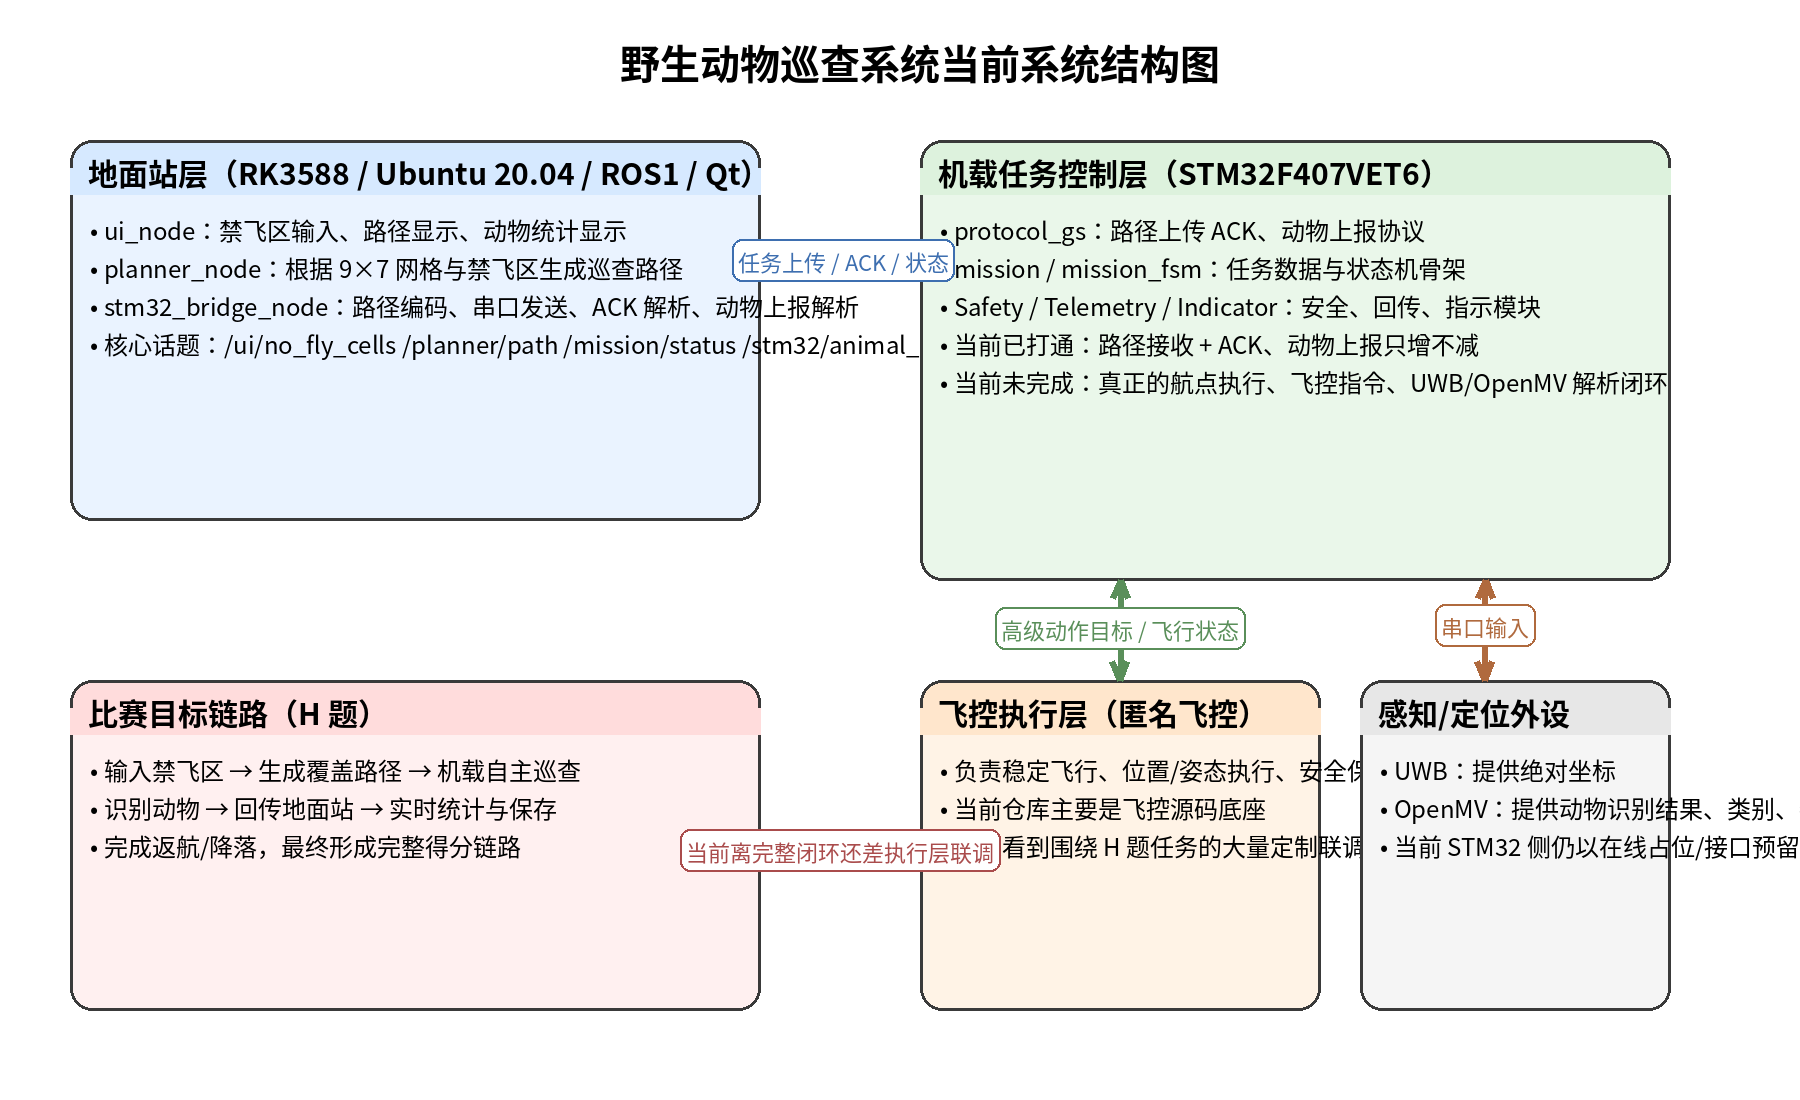 野生动物巡查系统当前系统结构图
地面站层（RK3588 / Ubuntu 20.04 / ROS1 / Qt）
• ui_node：禁飞区输入、路径显示、动物统计显示
• planner_node：根据 9×7 网格与禁飞区生成巡查路径
• stm32_bridge_node：路径编码、串口发送、ACK 解析、动物上报解析
• 核心话题：/ui/no_fly_cells /planner/path /mission/status /stm32/animal_
任务上传 / ACK / 状态
机载任务控制层（STM32F407VET6）
• protocol_gs：路径上传 ACK、动物上报协议
mission / mission_fsm：任务数据与状态机骨架
• Safety / Telemetry / Indicator：安全、回传、指示模块
• 当前已打通：路径接收 + ACK、动物上报只增不减
• 当前未完成：真正的航点执行、飞控指令、UWB/OpenMV 解析闭环
高级动作目标 / 飞行状态
串口输入
比赛目标链路（H 题）
• 输入禁飞区 → 生成覆盖路径 → 机载自主巡查
• 识别动物 → 回传地面站 → 实时统计与保存
• 完成返航/降落，最终形成完整得分链路
当前离完整闭环还差执行层联调
飞控执行层（匿名飞控）
• 负责稳定飞行、位置/姿态执行、安全保
• 当前仓库主要是飞控源码底座
看到围绕 H 题任务的大量定制联调
感知/定位外设
• UWB：提供绝对坐标
• OpenMV：提供动物识别结果、类别、
• 当前 STM32 侧仍以在线占位/接口预留